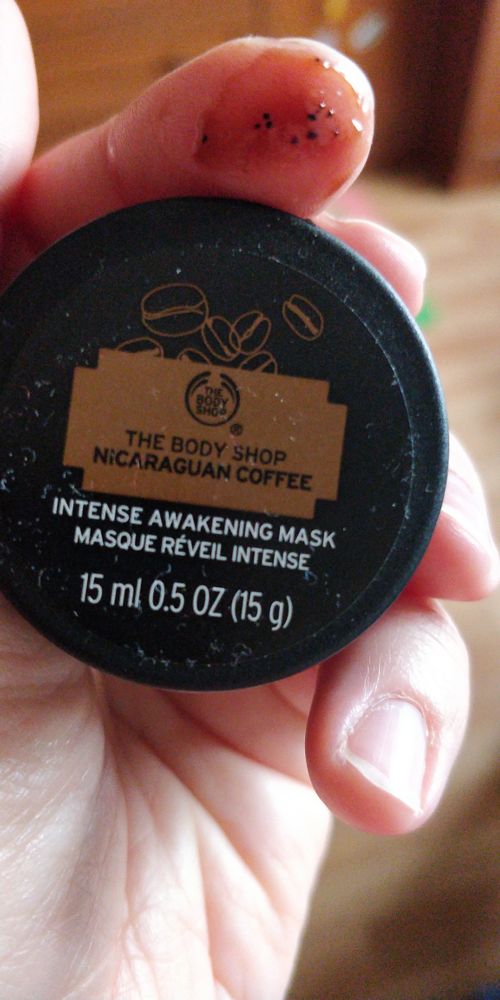 THE
BODY
SHOP
®
THE BODY SHOP
NICARAGUAN COFFEE
INTENSE AWAKENING MASK
MASQUE RÉVEIL INTENSE
15 ml 0.5 OZ (15 g)